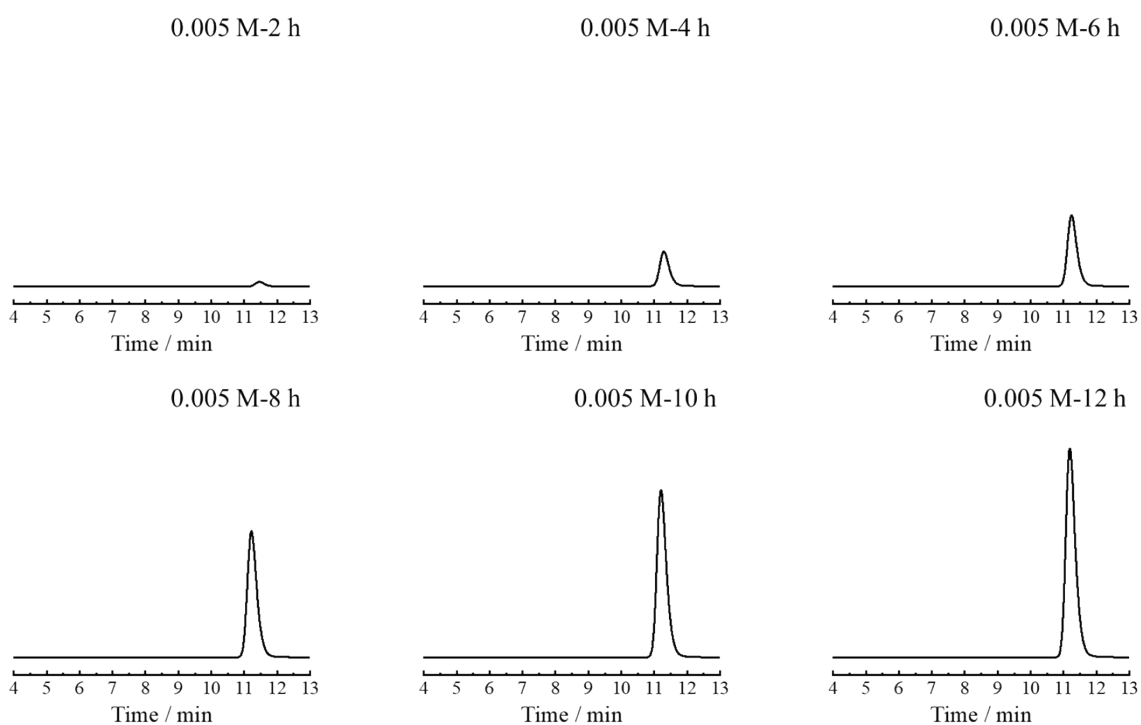 0.005 M-2 h
0.005 M-4 h
0.005 M-6 h
4 5 6 7 8 9 10 11 12 13
4 5 6 7 8 9 10 11 12 13
4 5 6 7 8 9 10 11 12 13
Time / min
Time / min
Time / min
0.005 M-8 h
0.005 M-10 h
0.005 M-12 h
4 5 6 7 8 9 10 11 12 13
4 5 6 7 8 9 10 11 12 13
4 5 6 7 8 9 10 11 12 13
Time / min
Time / min
Time / min